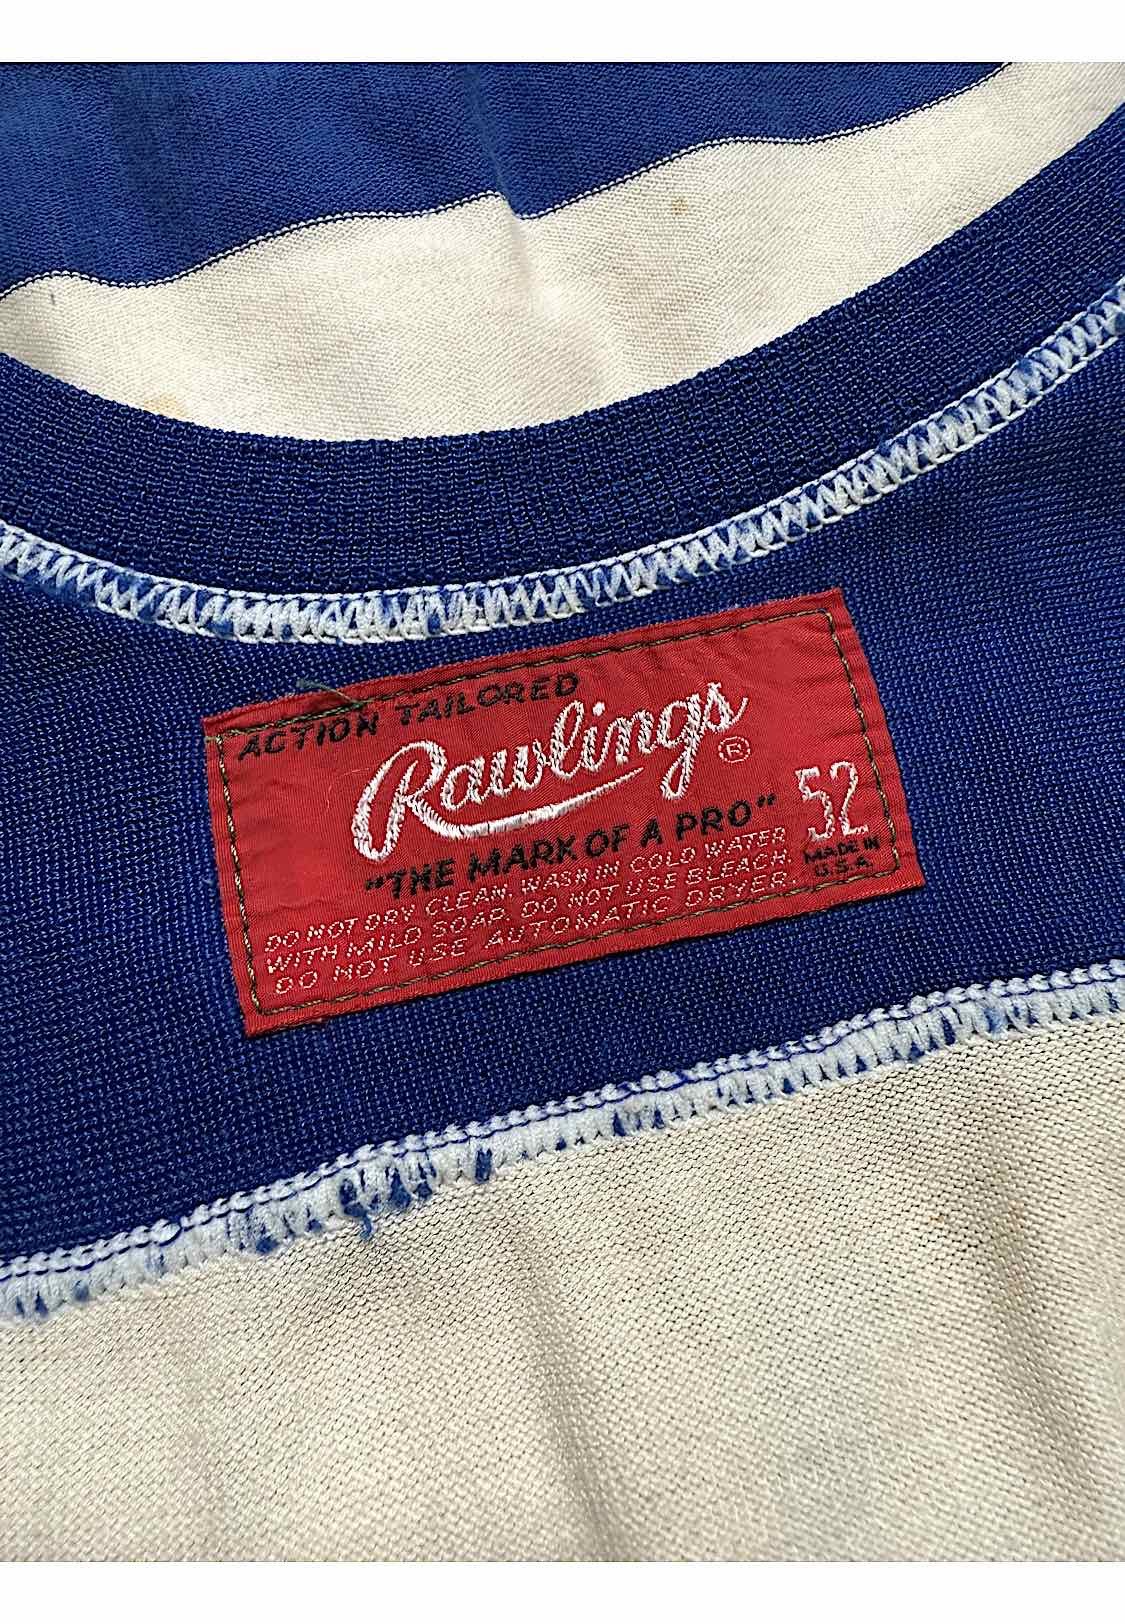 ACTION TAILORED
Rawlings®
"THE MARK OF A PRO"
52
MADE IN
U.S.A.
DO NOT DRY CLEAN. WASH IN COLD WATER
WITH MILD SOAP. DO NOT USE BLEACH.
DO NOT USE AUTOMATIC DRYER.